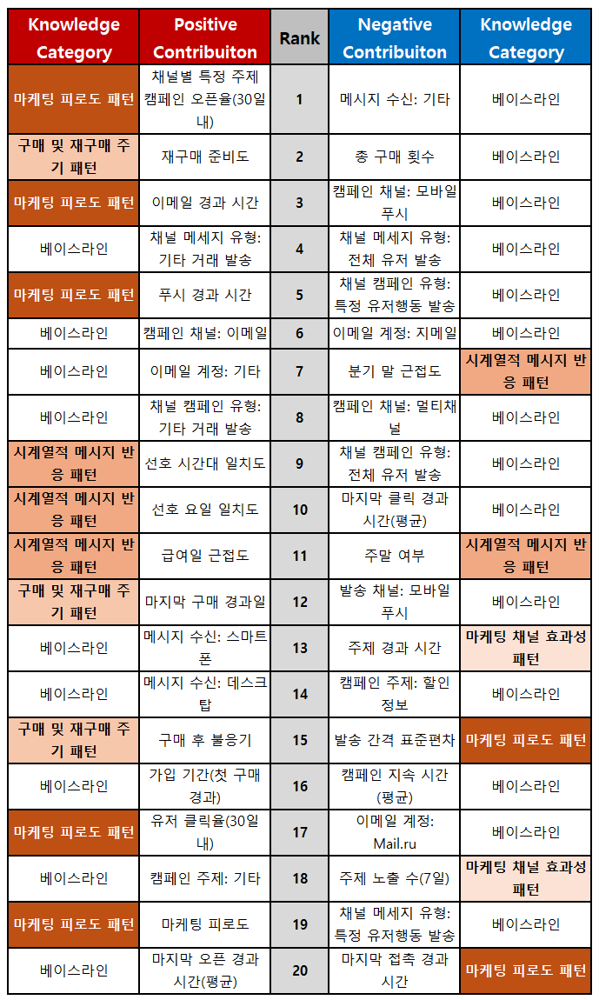 Knowledge Category | Positive Contribuiton | Rank | Negative Contribuiton | Knowledge Category
마케팅 피로도 패턴 | 채널별 특정 주제 캠페인 오픈율(30일 내) | 1 | 메시지 수신: 기타 | 베이스라인
구매 및 재구매 주기 패턴 | 재구매 준비도 | 2 | 총 구매 횟수 | 베이스라인
마케팅 피로도 패턴 | 이메일 경과 시간 | 3 | 캠페인 채널: 모바일 푸시 | 베이스라인
베이스라인 | 채널 메세지 유형: 기타 거래 발송 | 4 | 채널 메세지 유형: 전체 유저 발송 | 베이스라인
마케팅 피로도 패턴 | 푸시 경과 시간 | 5 | 채널 캠페인 유형: 특정 유저행동 발송 | 베이스라인
베이스라인 | 캠페인 채널: 이메일 | 6 | 이메일 계정: 지메일 | 베이스라인
베이스라인 | 이메일 계정: 기타 | 7 | 분기 말 근접도 | 시계열적 메시지 반응 패턴
베이스라인 | 채널 캠페인 유형: 기타 거래 발송 | 8 | 캠페인 채널: 멀티채널 | 베이스라인
시계열적 메시지 반응 패턴 | 선호 시간대 일치도 | 9 | 채널 캠페인 유형: 전체 유저 발송 | 베이스라인
시계열적 메시지 반응 패턴 | 선호 요일 일치도 | 10 | 마지막 클릭 경과 시간(평균) | 베이스라인
시계열적 메시지 반응 패턴 | 급여일 근접도 | 11 | 주말 여부 | 시계열적 메시지 반응 패턴
구매 및 재구매 주기 패턴 | 마지막 구매 경과일 | 12 | 발송 채널: 모바일 푸시 | 베이스라인
베이스라인 | 메시지 수신: 스마트폰 | 13 | 주제 경과 시간 | 마케팅 채널 효과성 패턴
베이스라인 | 메시지 수신: 데스크탑 | 14 | 캠페인 주제: 할인 정보 | 베이스라인
구매 및 재구매 주기 패턴 | 구매 후 불응기 | 15 | 발송 간격 표준편차 | 마케팅 피로도 패턴
베이스라인 | 가입 기간(첫 구매 경과) | 16 | 캠페인 지속 시간(평균) | 베이스라인
마케팅 피로도 패턴 | 유저 클릭율(30일 내) | 17 | 이메일 계정: Mail.ru | 베이스라인
베이스라인 | 캠페인 주제: 기타 | 18 | 주제 노출 수(7일) | 마케팅 채널 효과성 패턴
마케팅 피로도 패턴 | 마케팅 피로도 | 19 | 채널 메세지 유형: 특정 유저행동 발송 | 베이스라인
베이스라인 | 마지막 오픈 경과 시간(평균) | 20 | 마지막 접촉 경과 시간 | 마케팅 피로도 패턴